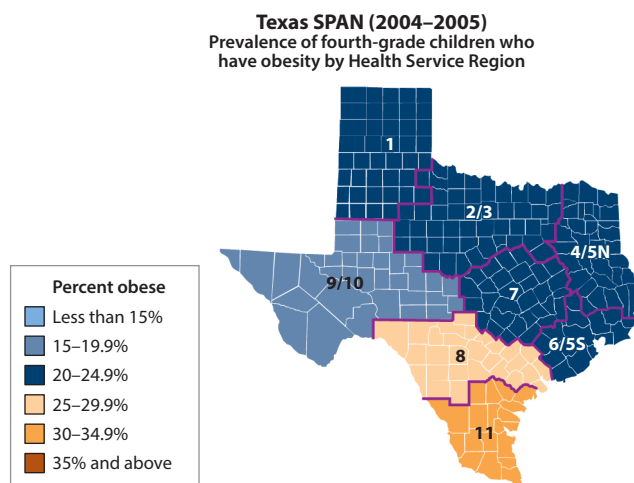 Texas SPAN (2004–2005)
Prevalence of fourth-grade children who
have obesity by Health Service Region
1
2/3
4/5N
9/10
7
6/5S
8
11
Percent obese
Less than 15%
15–19.9%
20–24.9%
25–29.9%
30–34.9%
35% and above